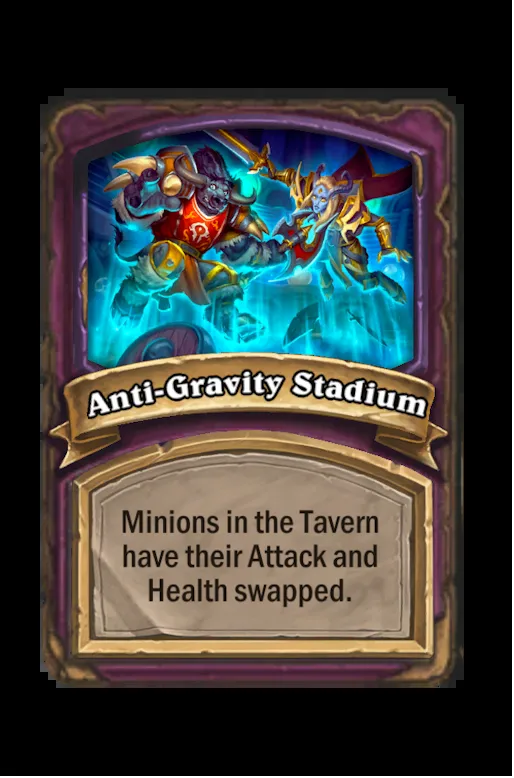 Anti-Gravity Stadium
Minions in the Tavern
have their Attack and
Health swapped.